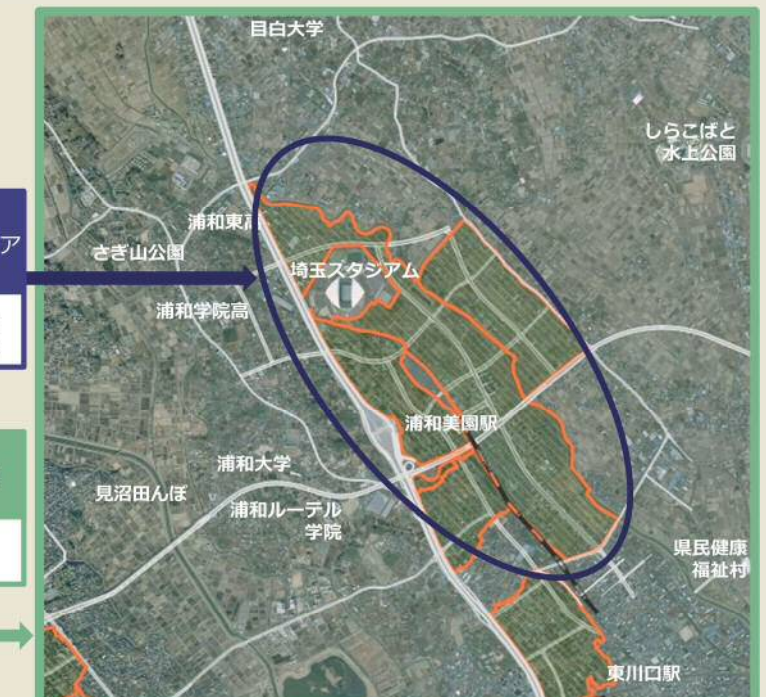 目白大学
しらこばと
水上公園
浦和東高
ア
さぎ山公園
埼玉スタジアム
浦和学院高
浦和美園駅
浦和大学
見沼田んぼ
浦和ルーテル
学院
県民健康
福祉村
東川口駅